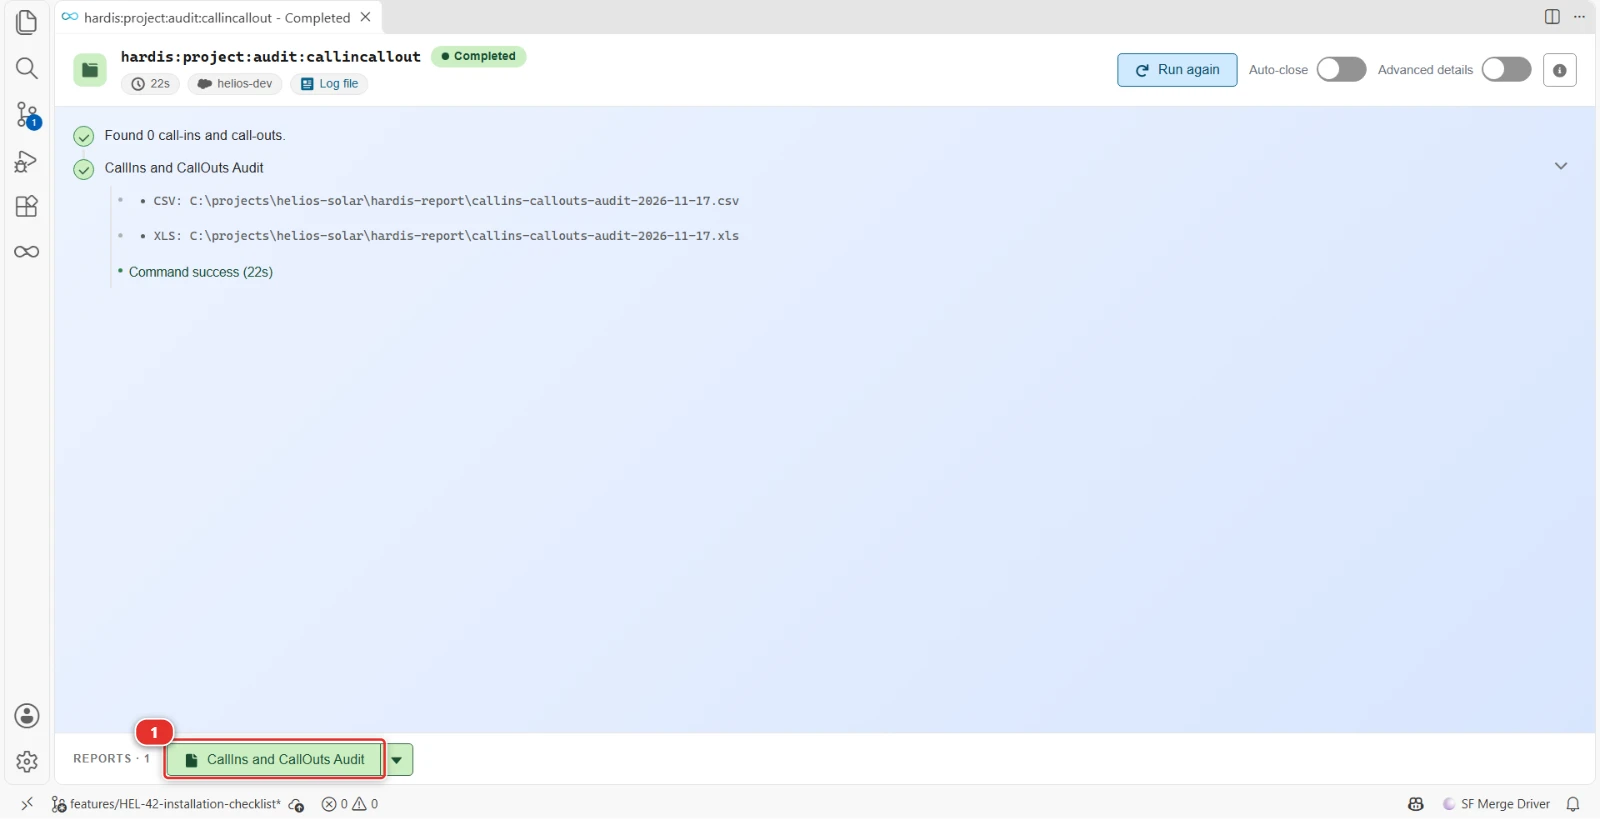 hardis:project:audit:callincallout - Completed
hardis:project:audit:callincallout
Completed
22s
helios-dev
Log file
Run again
Auto-close
Advanced details
1
Found 0 call-ins and call-outs.
CallIns and CallOuts Audit
• CSV: C:\projects\helios-solar\hardis-report\callins-callouts-audit-2026-11-17.csv
• XLS: C:\projects\helios-solar\hardis-report\callins-callouts-audit-2026-11-17.xls
• Command success (22s)
1
REPORTS · 1
CallIns and CallOuts Audit
features/HEL-42-installation-checklist*
0
0
SF Merge Driver